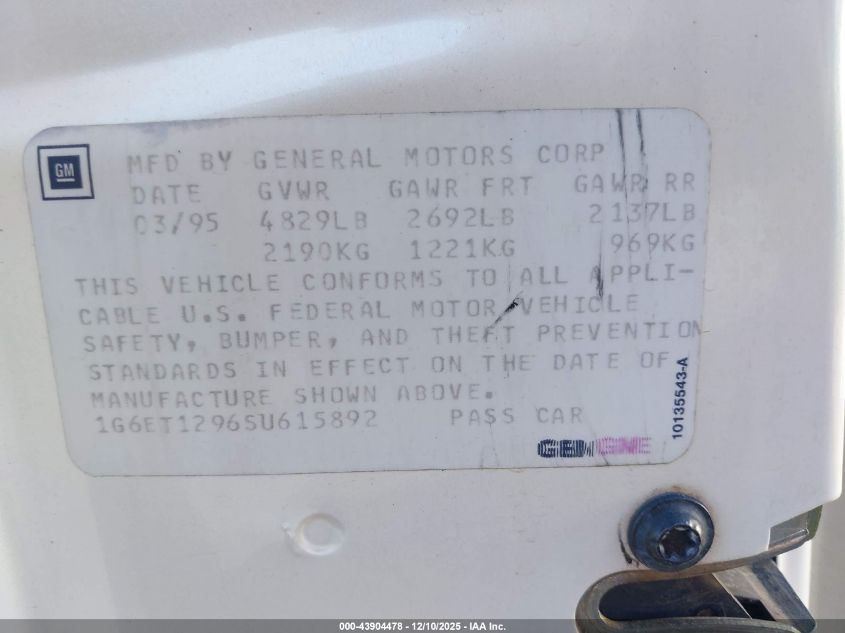 GM
MFD BY GENERAL MOTORS CORP
DATE GVWR GAWR FRT GAWR RR
03/95 4829LB 2692LB 2137LB
2190KG 1221KG 969KG
THIS VEHICLE CONFORMS TO ALL APPLI-
CABLE U.S. FEDERAL MOTOR VEHICLE
SAFETY, BUMPER, AND THEFT PREVENTION
STANDARDS IN EFFECT ON THE DATE OF
MANUFACTURE SHOWN ABOVE.
1G6ET1296SU615892 PASS CAR
10135543-A
000-43904478 - 12/10/2025 - IAA Inc.